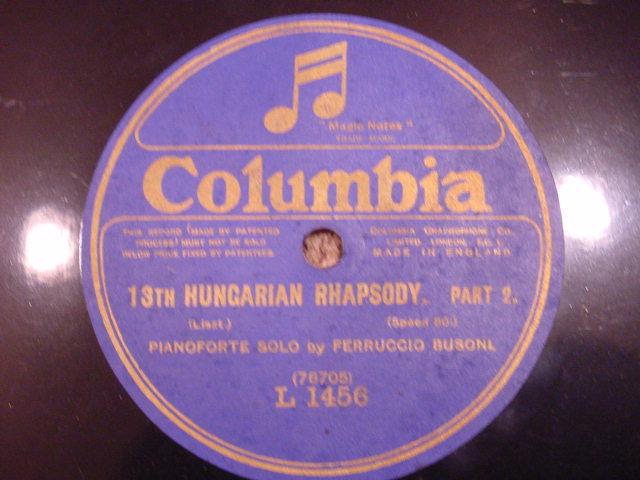 "Magic Notes"
TRADE MARK.
Columbia
THIS RECORD (MADE BY PATENTED
PROCESS) MUST NOT BE SOLD
BELOW PRICE FIXED BY PATENTEES.
COLUMBIA GRAPHOPHONE CO.
LIMITED, LONDON, E.C. 1.
MADE IN ENGLAND
13TH HUNGARIAN RHAPSODY. PART 2.
(Liszt.) (Speed 80.)
PIANOFORTE SOLO by FERRUCCIO BUSONI.
(76705)
L 1456